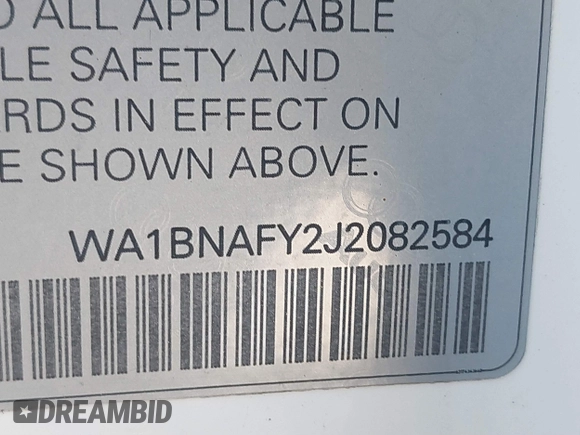 O ALL APPLICABLE
LE SAFETY AND
RDS IN EFFECT ON
E SHOWN ABOVE.
WA1BNAFY2J2082584
DREAMBID